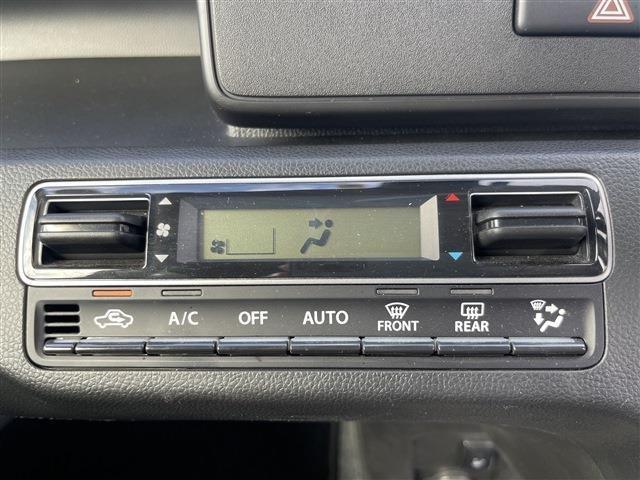 A/C OFF AUTO FRONT REAR